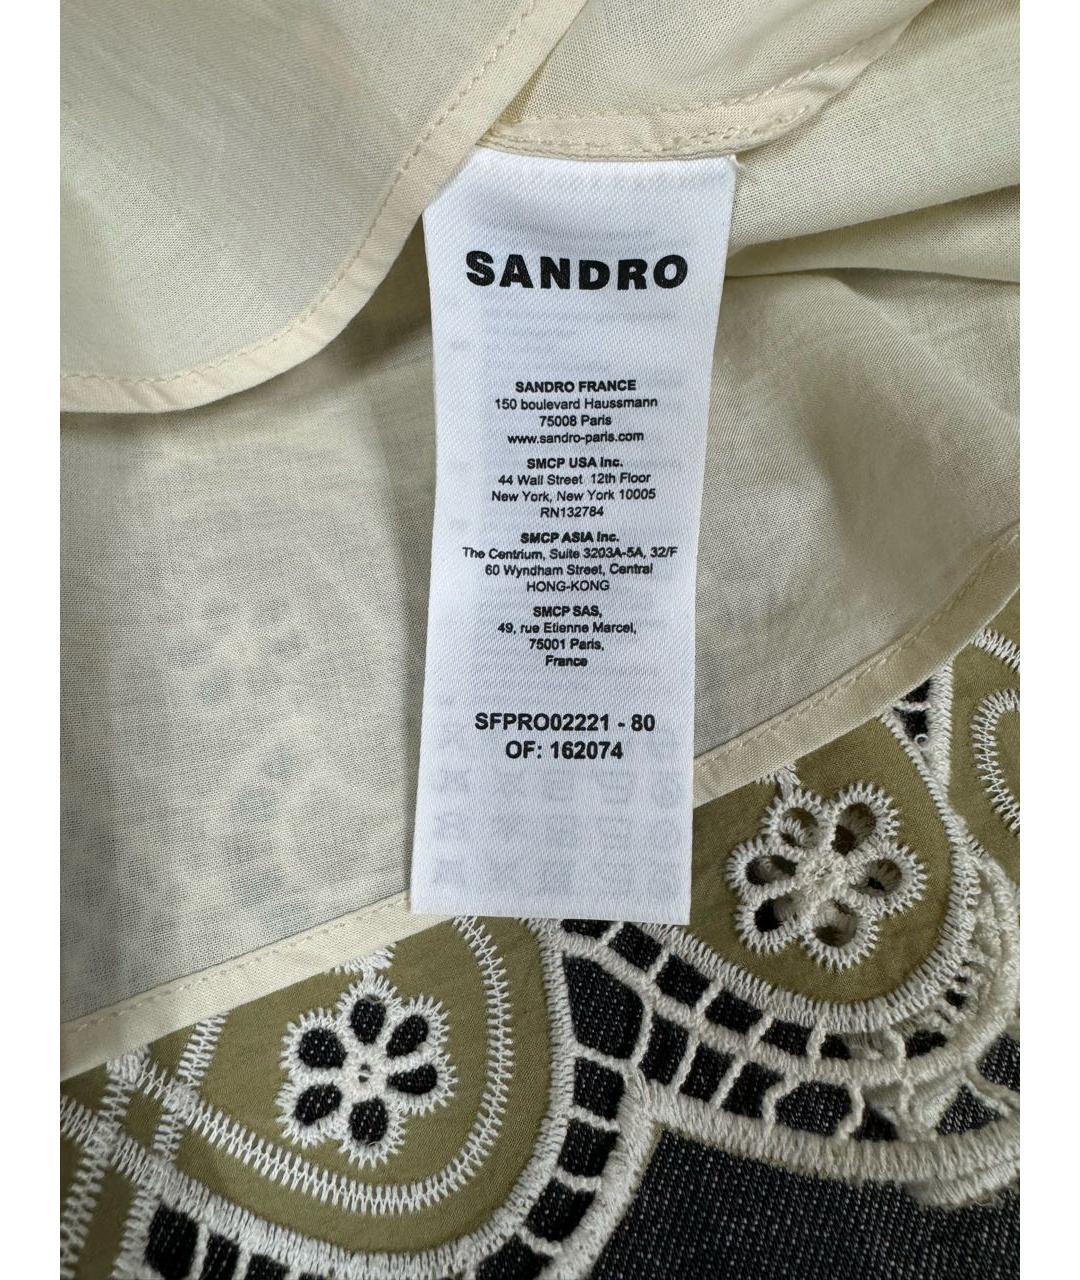 SANDRO
SANDRO FRANCE
150 boulevard Haussmann
75008 Paris
www.sandro-paris.com
SMCP USA Inc.
44 Wall Street 12th Floor
New York, New York 10005
RN132784
SMCP ASIA Inc.
The Centrium, Suite 3203A-5A, 32/F
60 Wyndham Street, Central
HONG-KONG
SMCP SAS,
49, rue Etienne Marcel,
75001 Paris,
France
SFPRO02221 - 80
OF: 162074